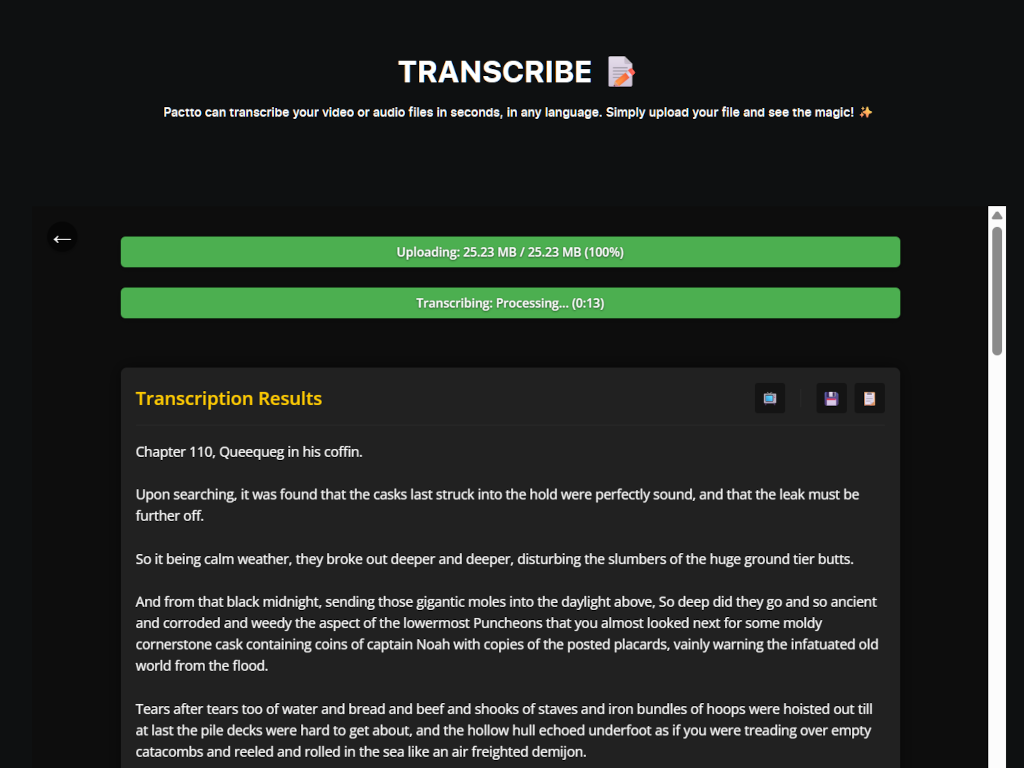 TRANSCRIBE
Pactto can transcribe your video or audio files in seconds, in any language. Simply upload your file and see the magic!
Uploading: 25.23 MB / 25.23 MB (100%)
Transcribing: Processing... (0:13)
Transcription Results
Chapter 110, Queequeg in his coffin.
Upon searching, it was found that the casks last struck into the hold were perfectly sound, and that the leak must be
further off.
So it being calm weather, they broke out deeper and deeper, disturbing the slumbers of the huge ground tier butts.
And from that black midnight, sending those gigantic moles into the daylight above, So deep did they go and so ancient
and corroded and weedy the aspect of the lowermost Puncheons that you almost looked next for some moldy
cornerstone cask containing coins of captain Noah with copies of the posted placards, vainly warning the infatuated old
world from the flood.
Tears after tears too of water and bread and beef and shooks of staves and iron bundles of hoops were hoisted out till
at last the pile decks were hard to get about, and the hollow hull echoed underfoot as if you were treading over empty
catacombs and reeled and rolled in the sea like an air freighted demijon.